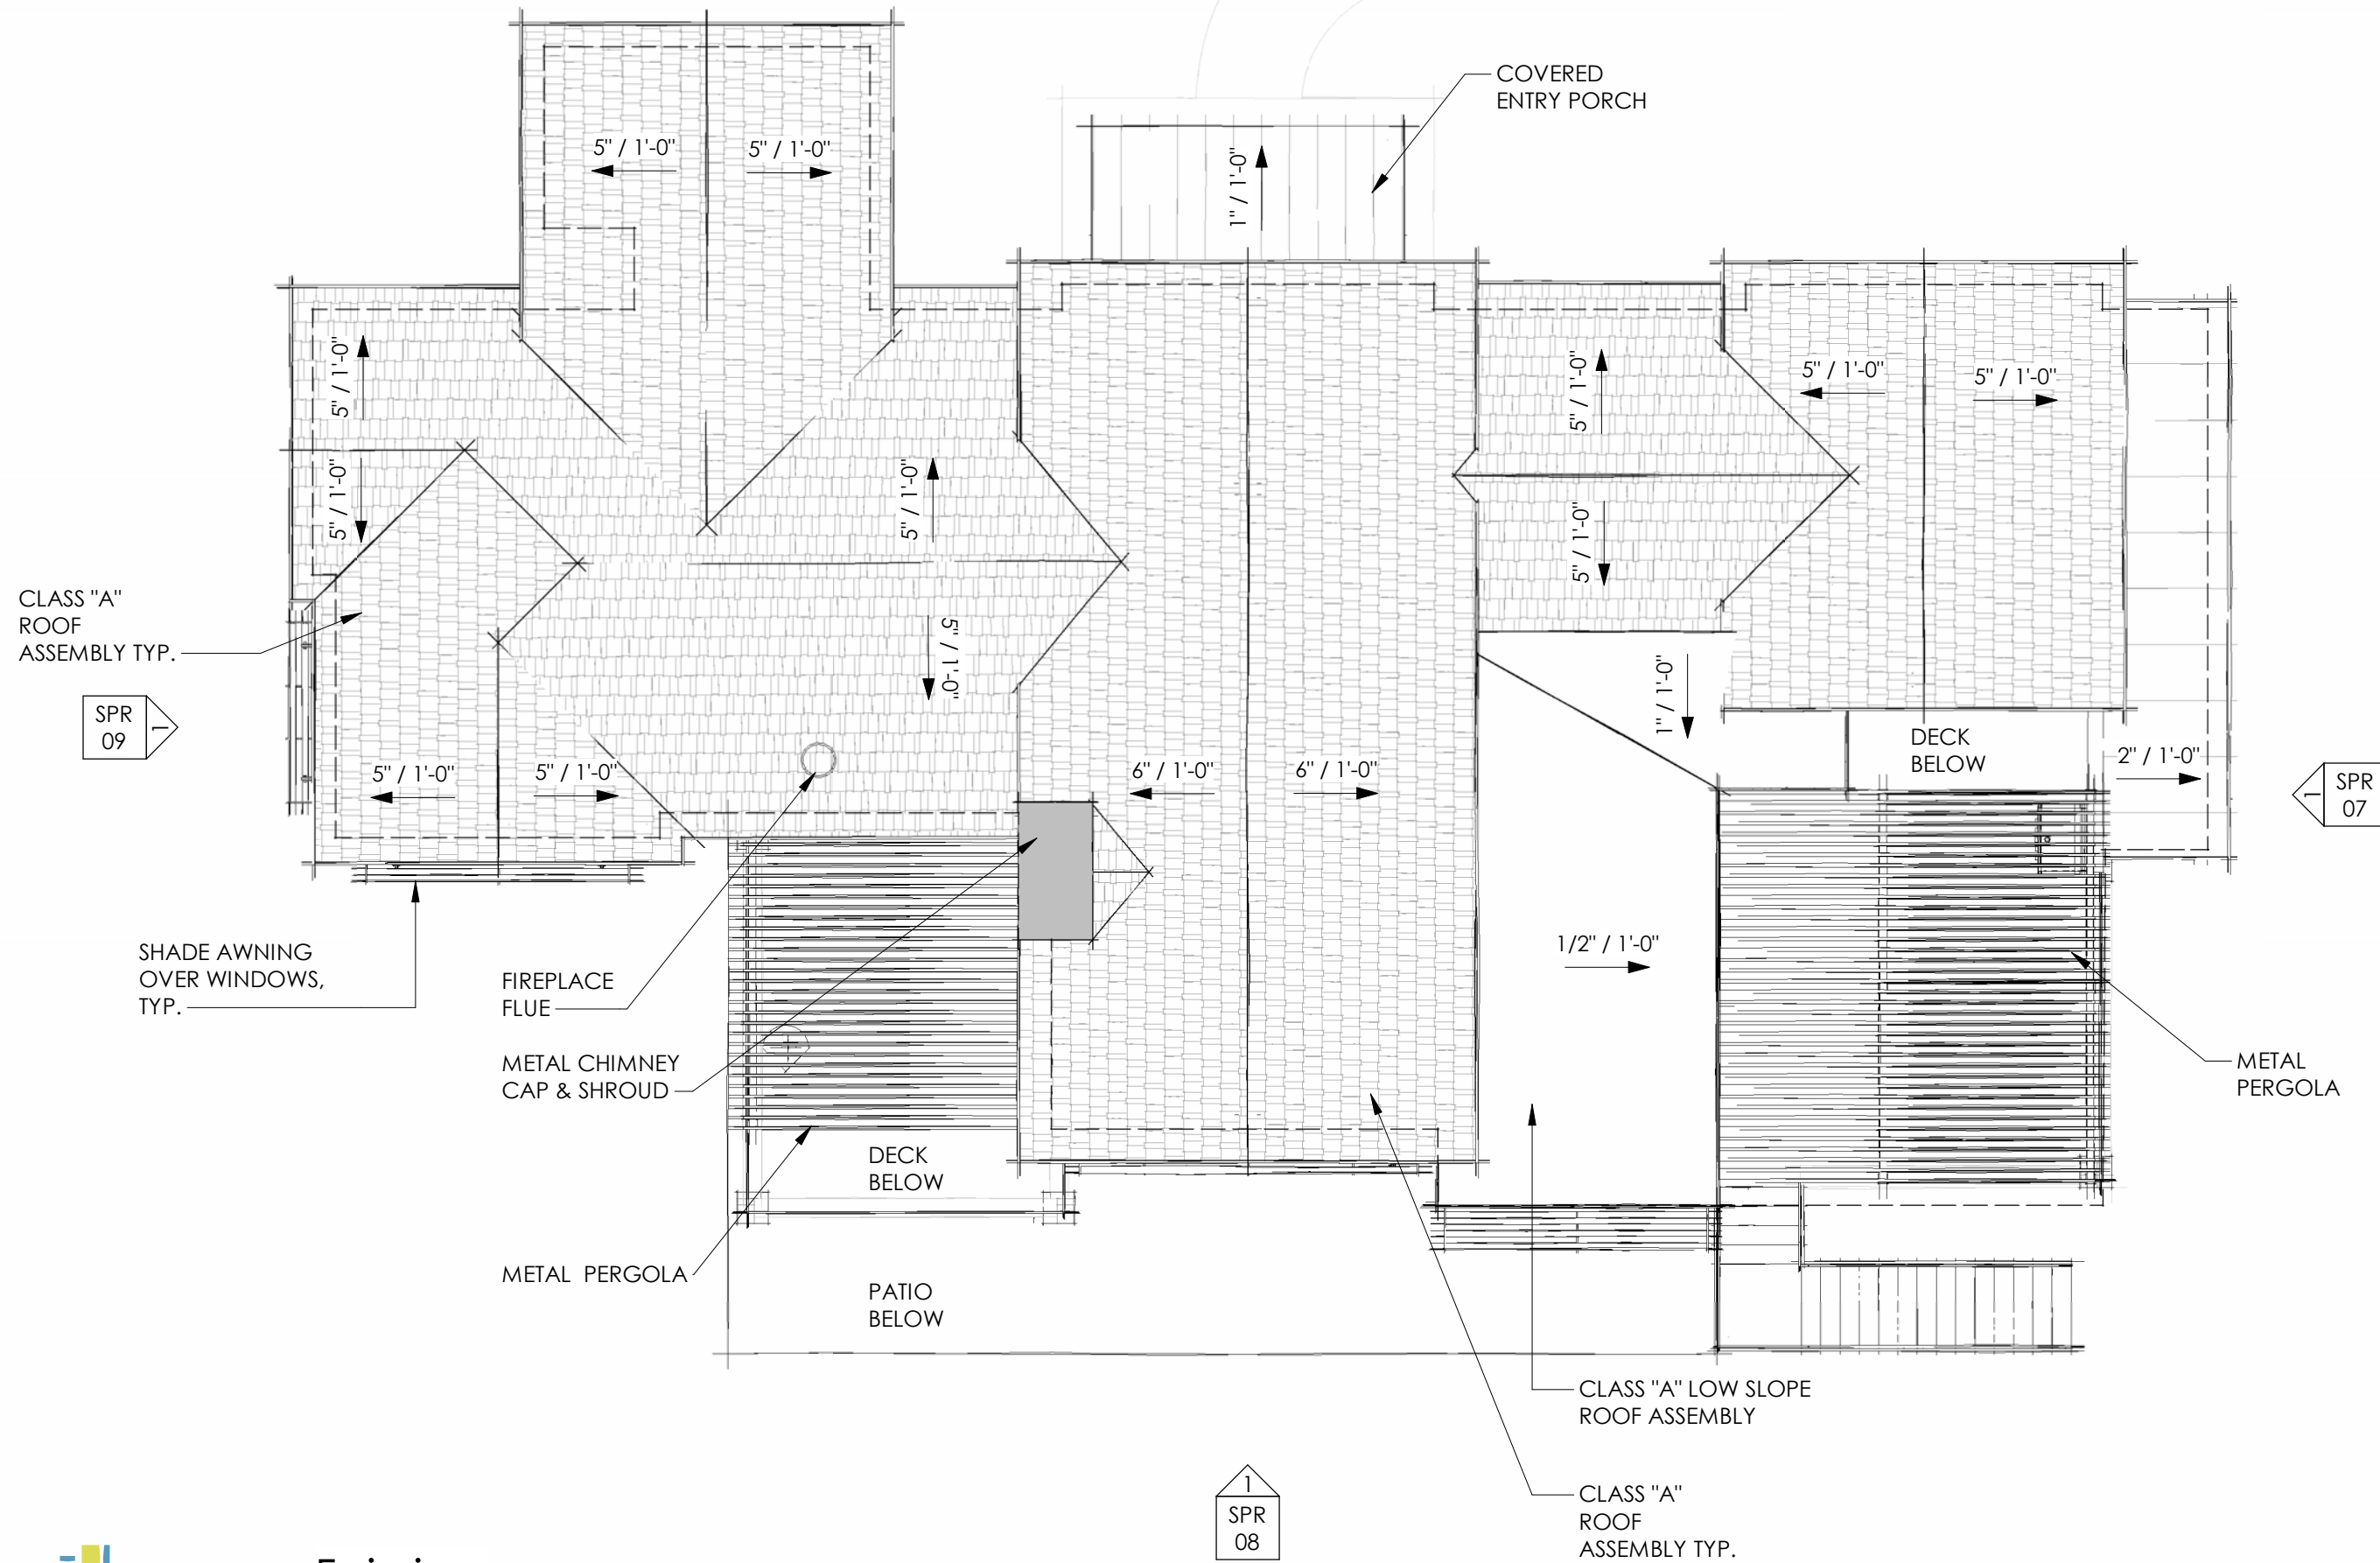 COVERED
ENTRY PORCH
5" / 1'-0"
5" / 1'-0"
1" / 1'-0"
5" / 1'-0"
5" / 1'-0"
5" / 1'-0"
5" / 1'-0"
5" / 1'-0"
5" / 1'-0"
5" / 1'-0"
5" / 1'-0"
CLASS "A"
ROOF
ASSEMBLY TYP.
5" / 1'-0"
1" / 1'-0"
SPR
09
1
DECK
BELOW
2" / 1'-0"
5" / 1'-0"
5" / 1'-0"
6" / 1'-0"
6" / 1'-0"
1
SPR
07
SHADE AWNING
OVER WINDOWS,
TYP.
FIREPLACE
FLUE
1/2" / 1'-0"
METAL CHIMNEY
CAP & SHROUD
METAL
PERGOLA
DECK
BELOW
METAL PERGOLA
PATIO
BELOW
CLASS "A" LOW SLOPE
ROOF ASSEMBLY
1
SPR
08
CLASS "A"
ROOF
ASSEMBLY TYP.